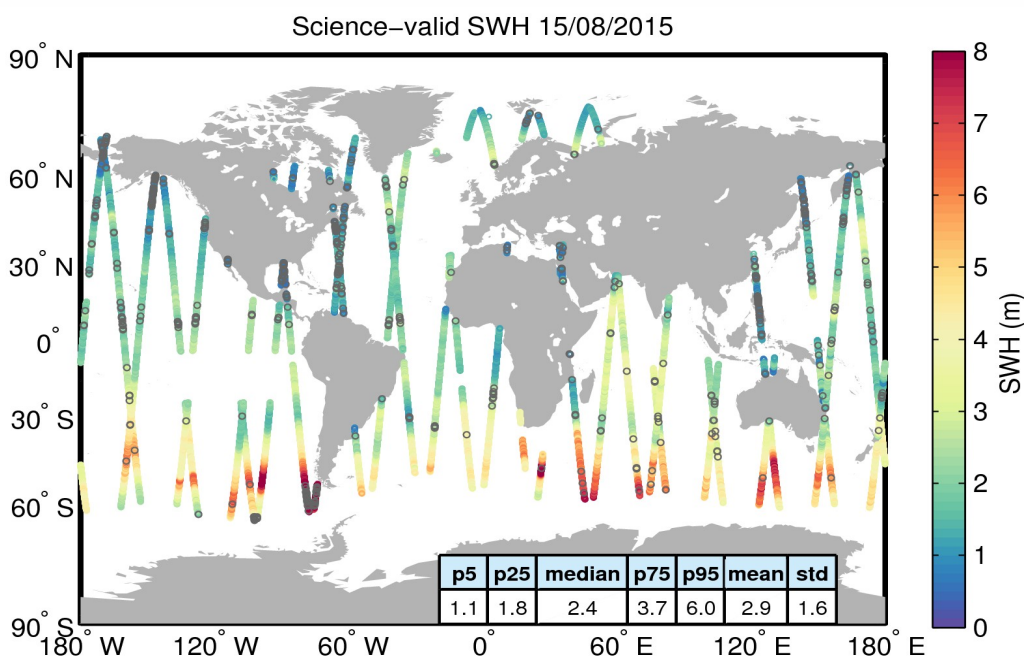 Science−valid SWH 15/08/2015
90° N
60° N
30° N
0°
30° S
60° S
90° S
180° W
120° W
60° W
0°
60° E
120° E
180° E
p5 p25 median p75 p95 mean std
1.1 1.8 2.4 3.7 6.0 2.9 1.6
8
7
6
5
4
3
2
1
0
SWH (m)